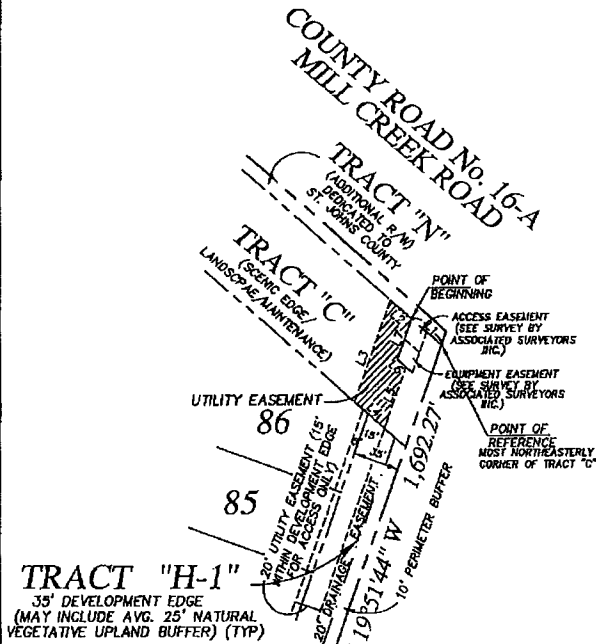 COUNTY ROAD No. 16-A
MILL CREEK ROAD
TRACT "N"
(ADDITIONAL R/W)
DEDICATED TO
ST. JOHNS COUNTY
TRACT "C"
(SCENIC EDGE/
LANDSCPAE/MAINTENANCE)
POINT OF
BEGINNING
ACCESS EASEMENT
(SEE SURVEY BY
ASSOCIATED SURVEYORS
INC.)
EQUIPMENT EASEMENT
(SEE SURVEY BY
ASSOCIATED SURVEYORS
INC.)
POINT OF
REFERENCE
MOST NORTHEASTERLY
CORNER OF TRACT "C"
L3
UTILITY EASEMENT
86
85
15'
35'
20' UTILITY EASEMENT (15'
WITHIN DEVELOPMENT EDGE
FOR ACCESS ONLY)
20' DRAINAGE EASEMENT
1,692.27'
19°51'44" W
10' PERIMETER BUFFER
TRACT "H-1"
35' DEVELOPMENT EDGE
(MAY INCLUDE AVG. 25' NATURAL
VEGETATIVE UPLAND BUFFER) (TYP)